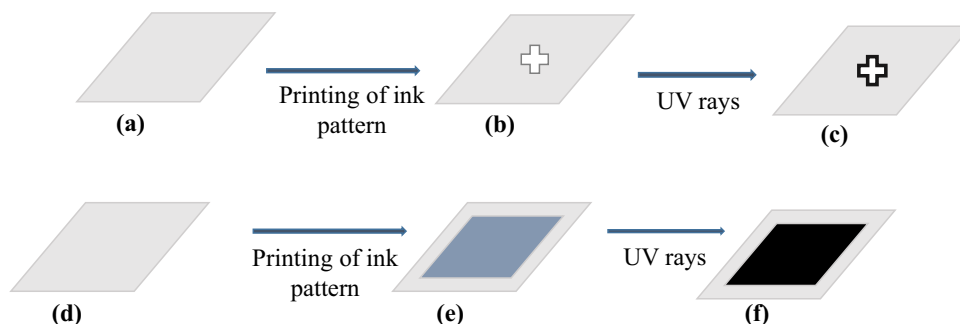 (a)
Printing of ink
pattern
(b)
UV rays
(c)
(d)
Printing of ink
pattern
(e)
UV rays
(f)